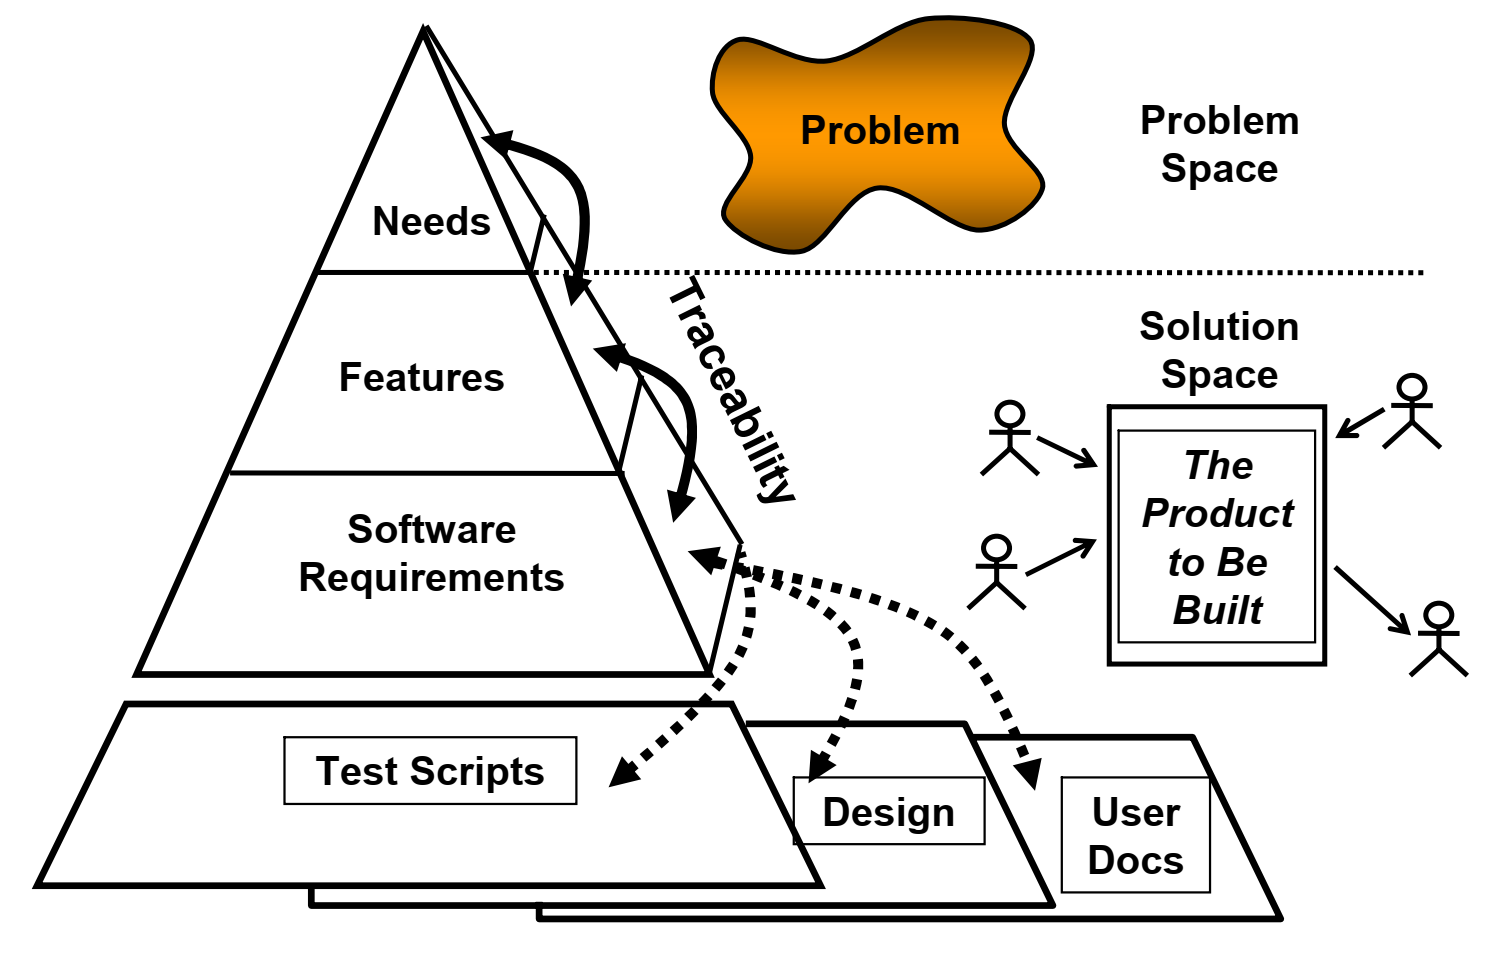 Problem
Problem
Space
Needs
Traceability
Solution
Space
Features
The
Product
to Be
Built
Software
Requirements
Test Scripts
Design
User
Docs